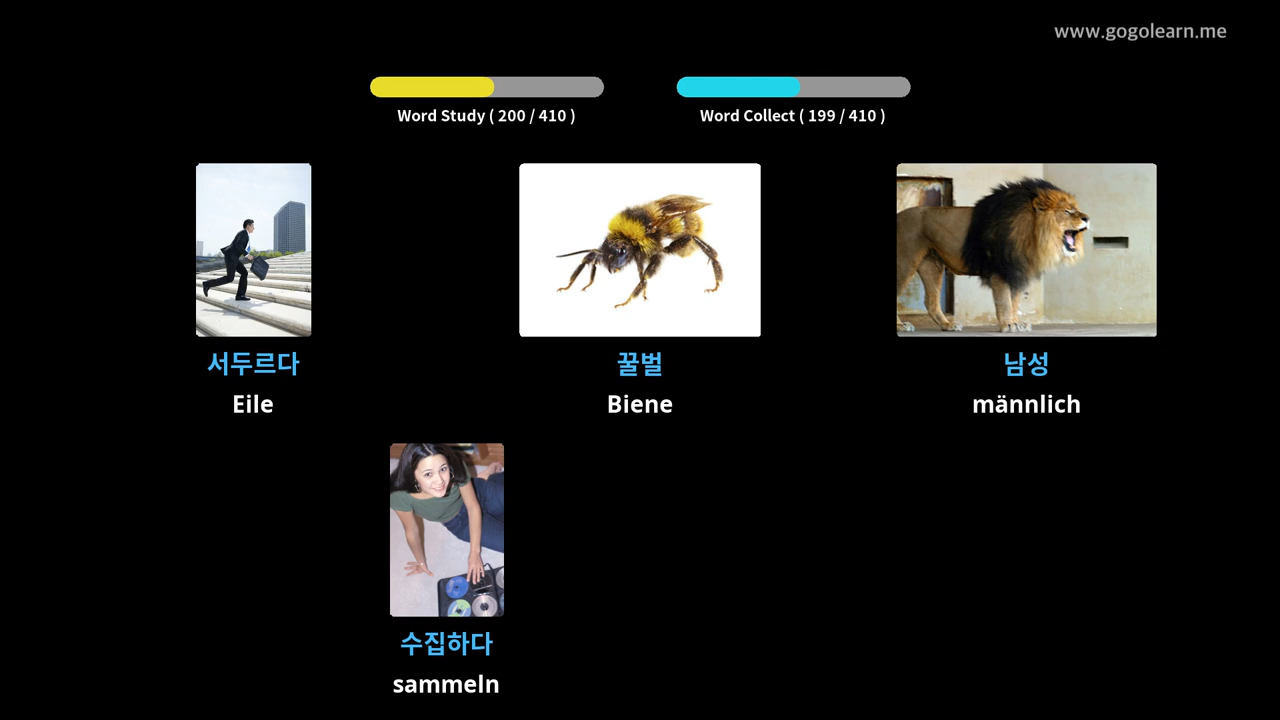 www.gogolearn.me
Word Study ( 200 / 410 )
Word Collect ( 199 / 410 )
서두르다
Eile
꿀벌
Biene
남성
männlich
수집하다
sammeln